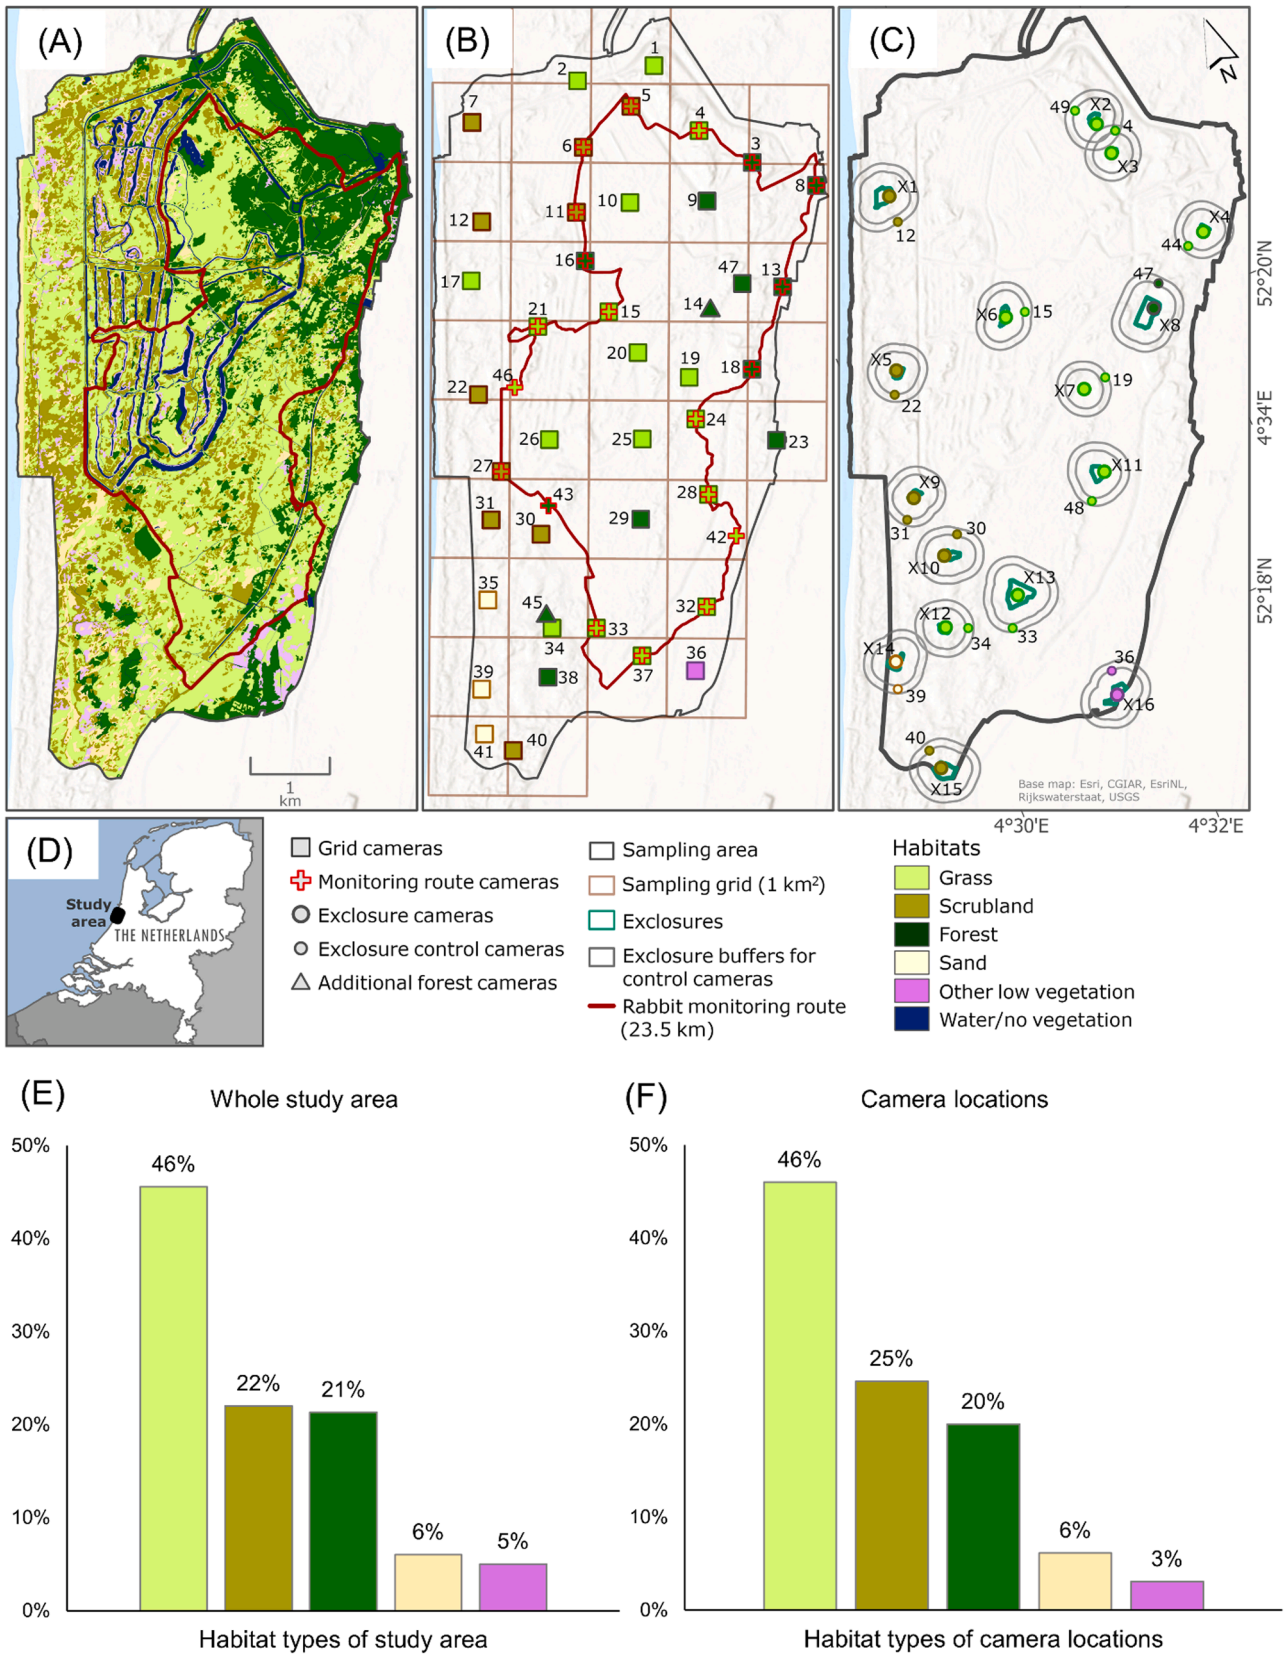 (A)
1
km
(B)
1
2
7
5
4
6
3
8
12
11
10
9
16
47
13
17
14
21
15
20
19
18
46
22
24
26
25
23
27
28
43
31
30
29
42
35
45
32
33
34
39
38
37
36
41
40
(C)
N
49
X2
4
X3
X1
12
X4
44
47
X6
15
X8
X5
22
X7
19
X11
48
X9
31
30
X10
X13
X12
34
33
X14
39
36
X16
40
X15
Base map: Esri, CGIAR, EsriNL,
Rijkswaterstaat, USGS
52°20'N
4°34'E
52°18'N
4°30'E
4°32'E
(D)
Study
area
THE NETHERLANDS
Grid cameras
Monitoring route cameras
Exclosure cameras
Exclosure control cameras
Additional forest cameras
Sampling area
Sampling grid (1 km²)
Exclosures
Exclosure buffers for
control cameras
Rabbit monitoring route
(23.5 km)
Habitats
Grass
Scrubland
Forest
Sand
Other low vegetation
Water/no vegetation
(E)
Whole study area
50%
40%
30%
20%
10%
0%
46%
22%
21%
6%
5%
Habitat types of study area
(F)
Camera locations
50%
40%
30%
20%
10%
0%
46%
25%
20%
6%
3%
Habitat types of camera locations